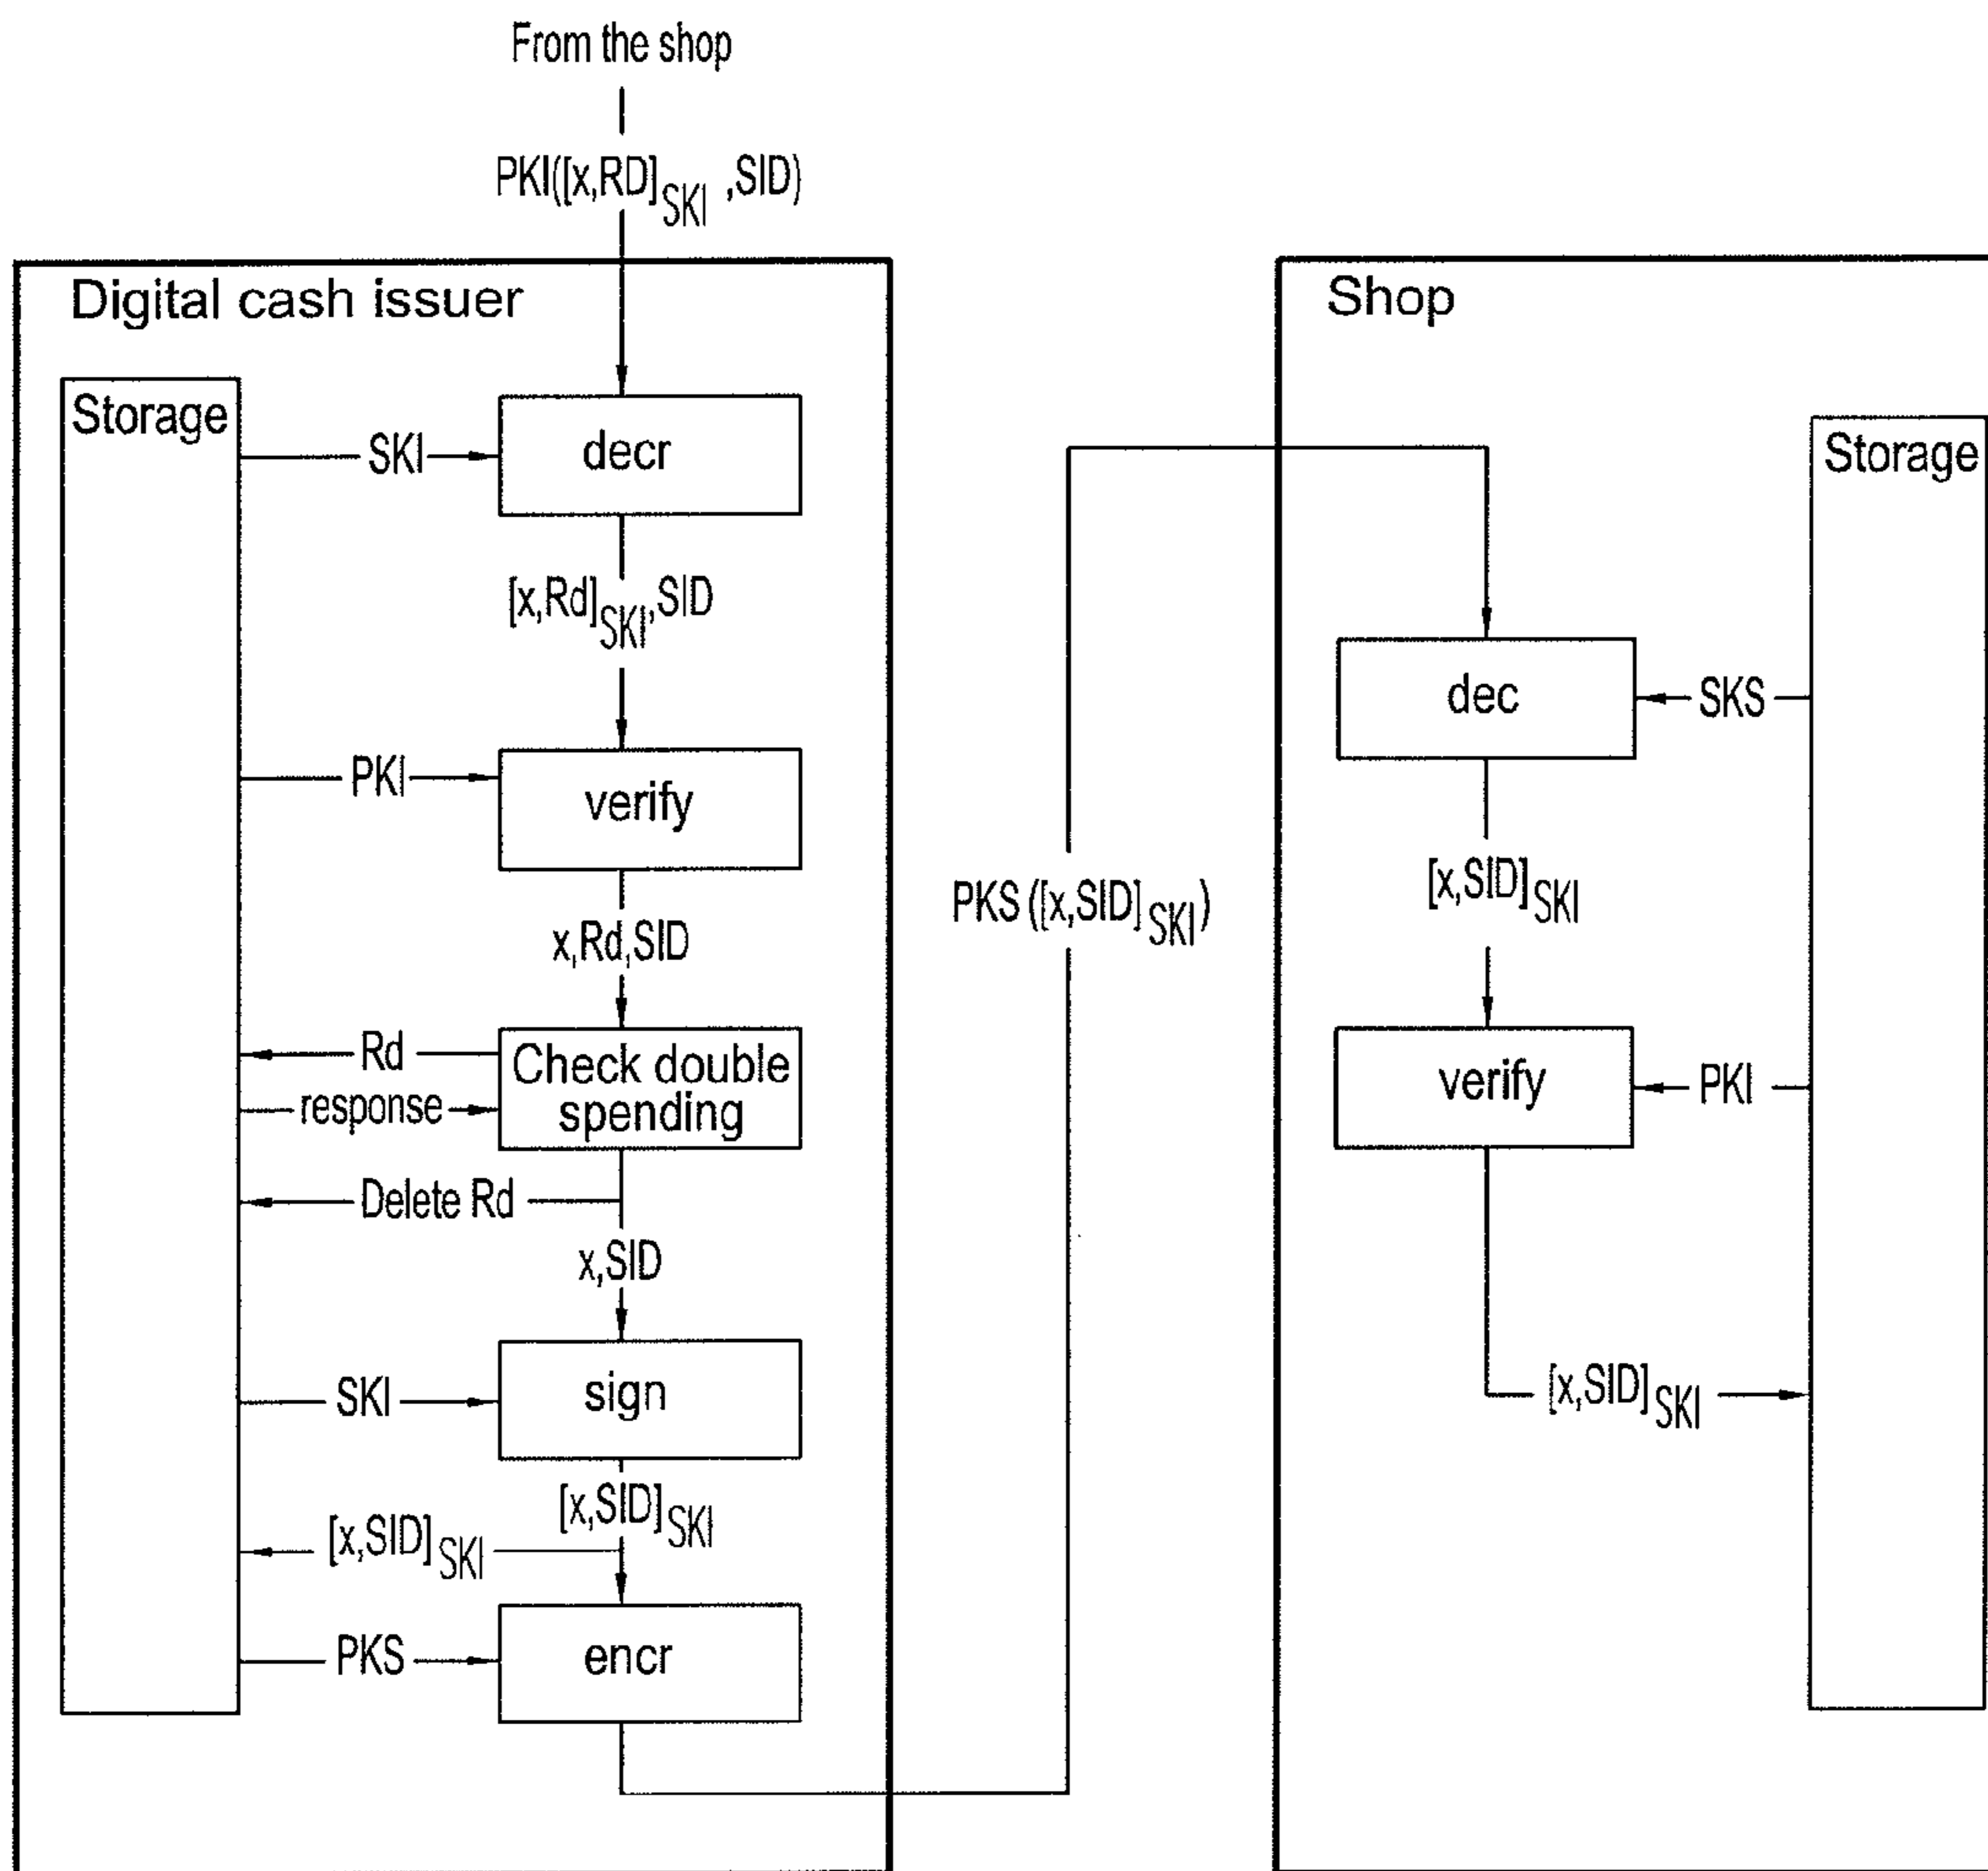 From the shop
PKI([x,RD]SKI ,SID)
Digital cash issuer
Storage
SKI
decr
[x,Rd]SKI,SID
PKI
verify
x,Rd,SID
Rd
response
Check double
spending
Delete Rd
x,SID
SKI
sign
[x,SID]SKI
[x,SID]SKI
PKS
encr
PKS([x,SID]SKI)
Shop
Storage
dec
SKS
[x,SID]SKI
verify
PKI
[x,SID]SKI